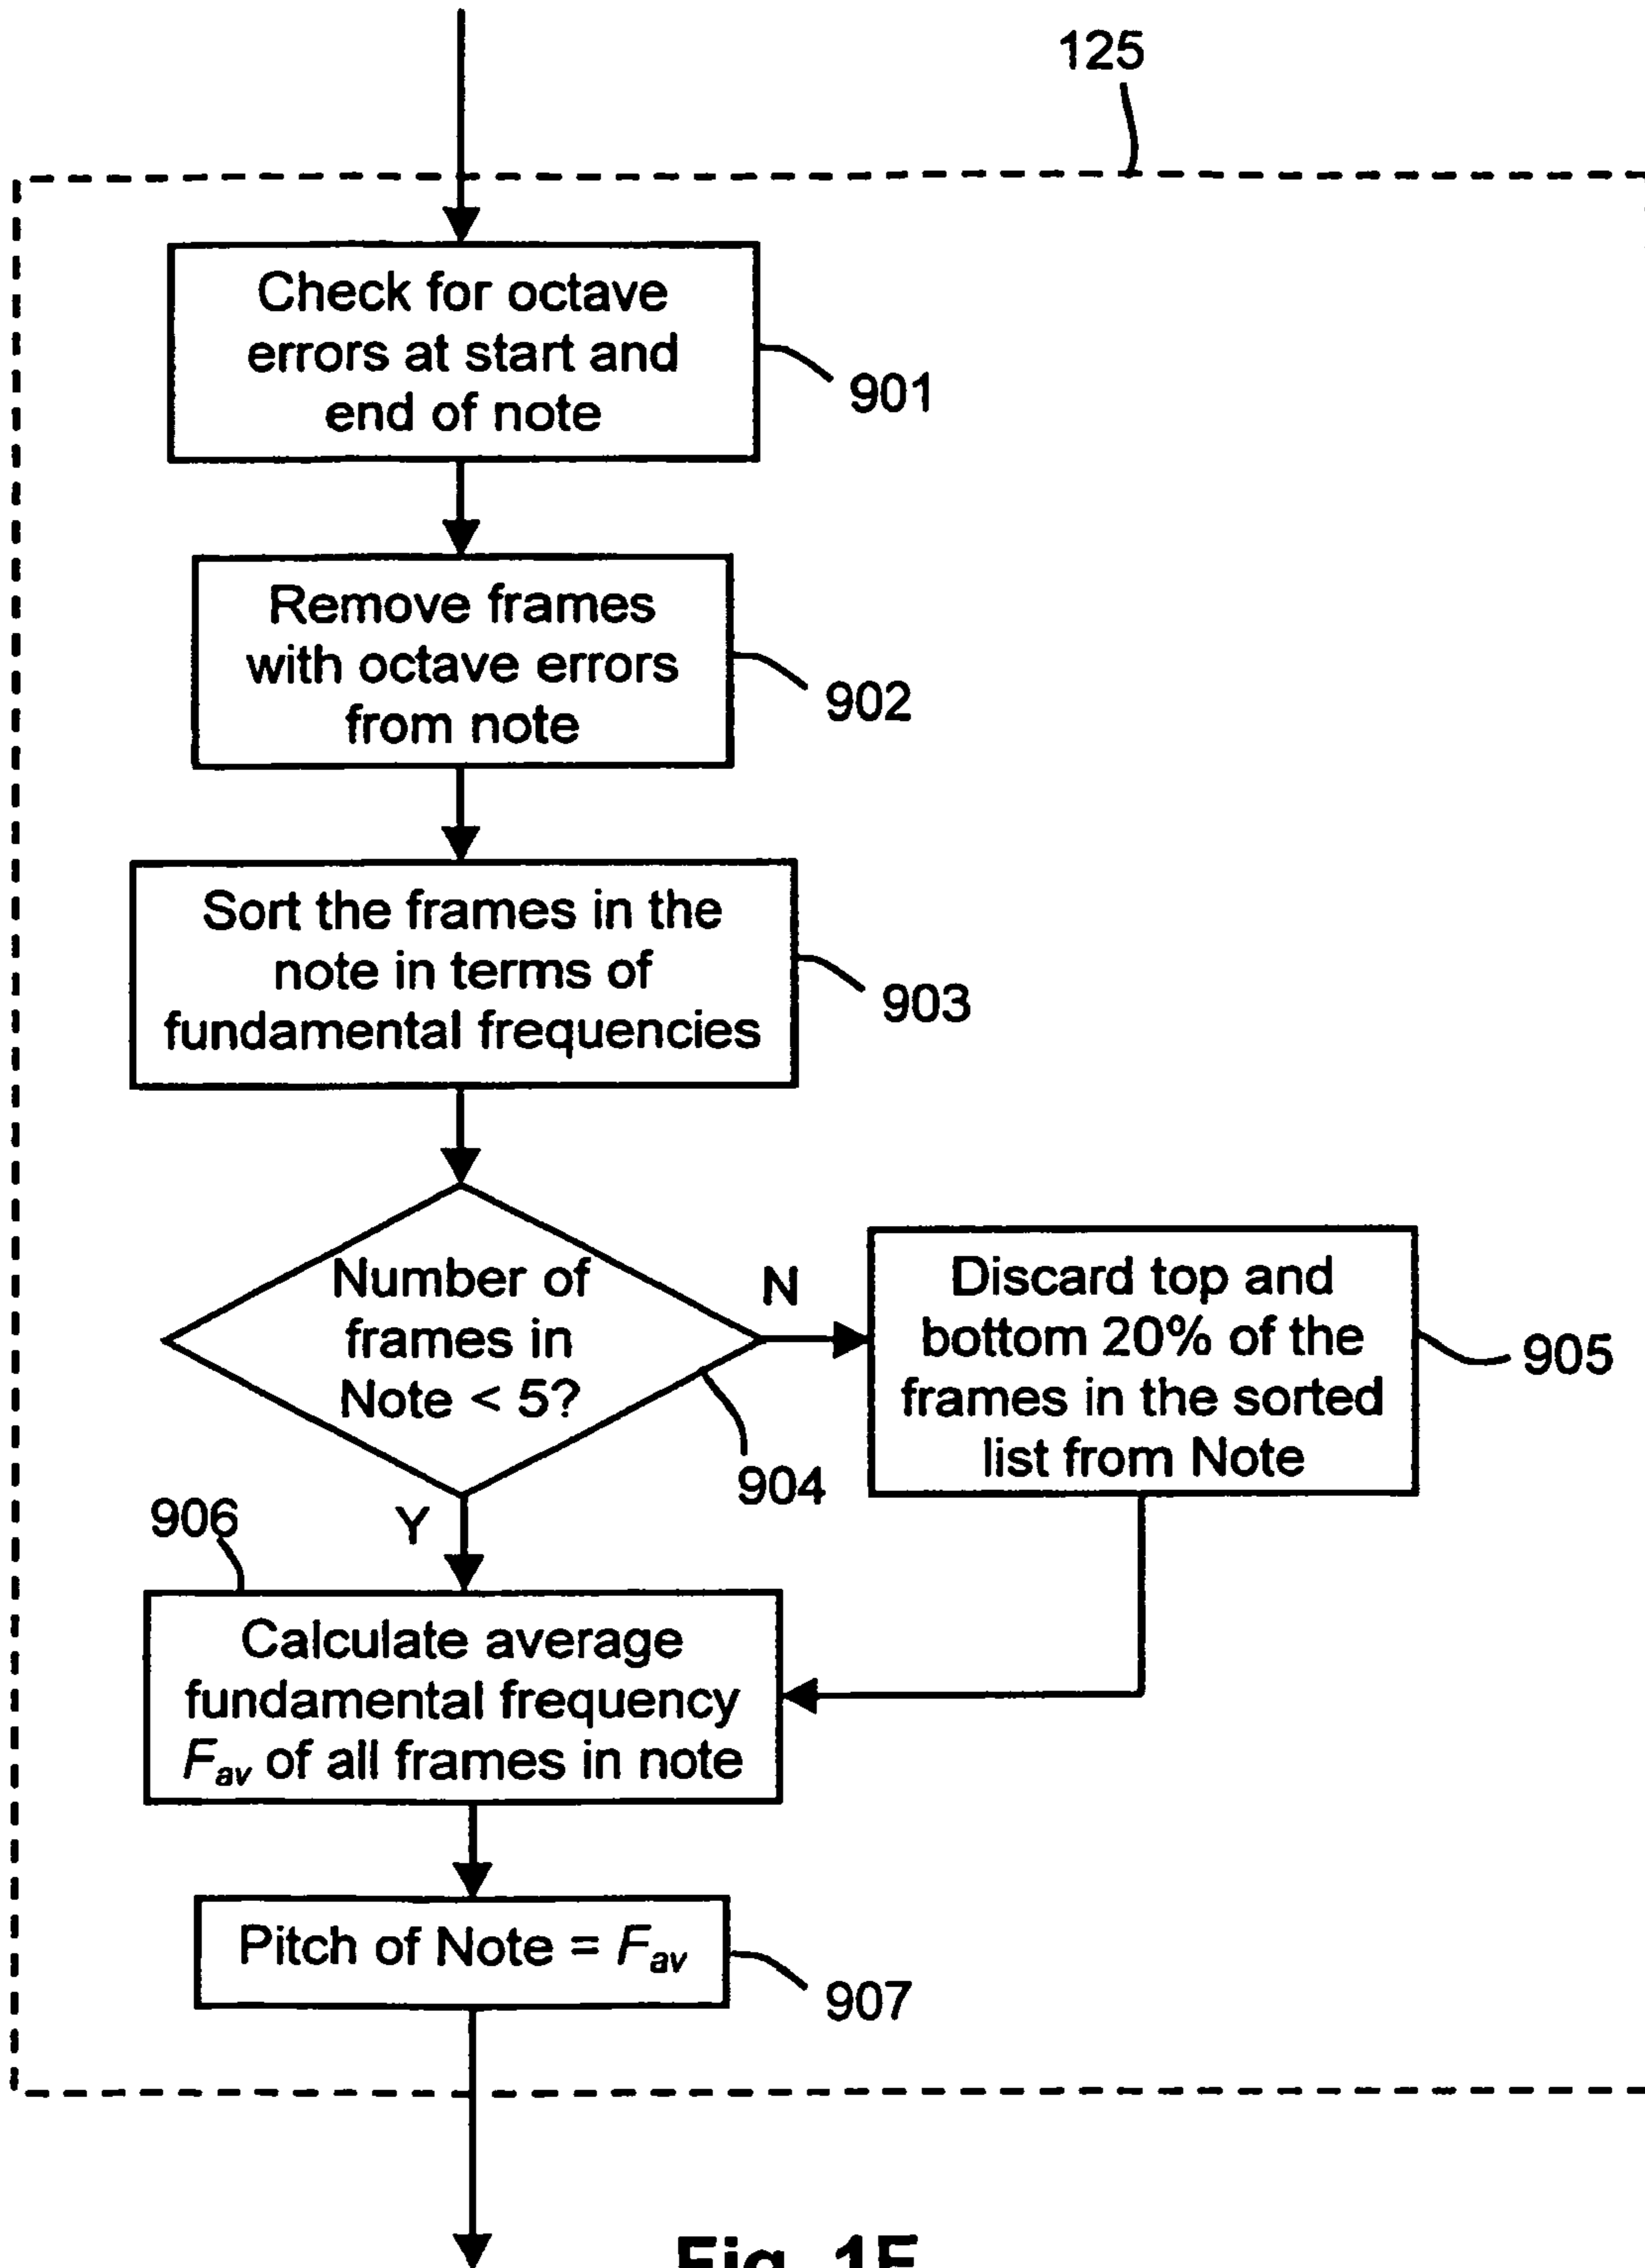 125
Check for octave
errors at start and
end of note
901
Remove frames
with octave errors
from note
902
Sort the frames in the
note in terms of
fundamental frequencies
903
Number of
frames in
Note < 5?
904
N
Discard top and
bottom 20% of the
frames in the sorted
list from Note
905
Y
906
Calculate average
fundamental frequency
Fav of all frames in note
Pitch of Note = Fav
907
Fig.